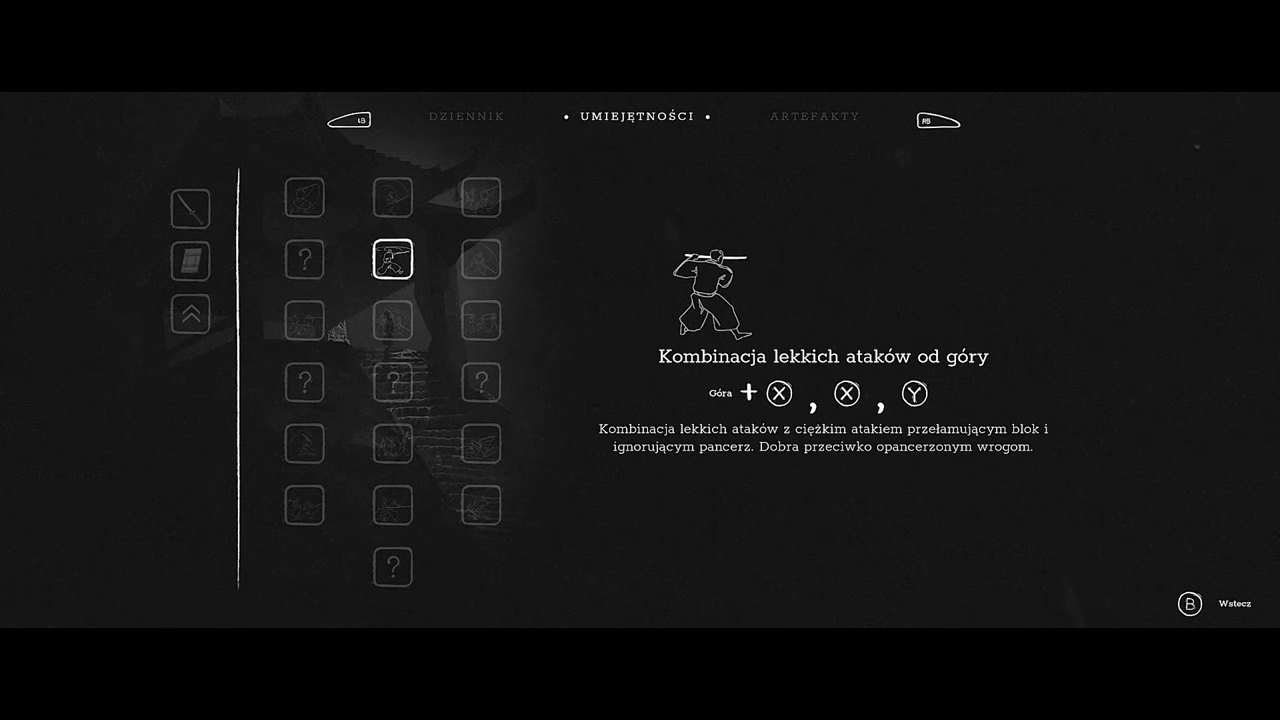 LB
DZIENNIK
• UMIEJĘTNOŚCI •
ARTEFAKTY
RB
?
?
?
?
?
Kombinacja lekkich ataków od góry
Góra + X , X , Y
Kombinacja lekkich ataków z ciężkim atakiem przełamującym blok i
ignorującym pancerz. Dobra przeciwko opancerzonym wrogom.
B Wstecz